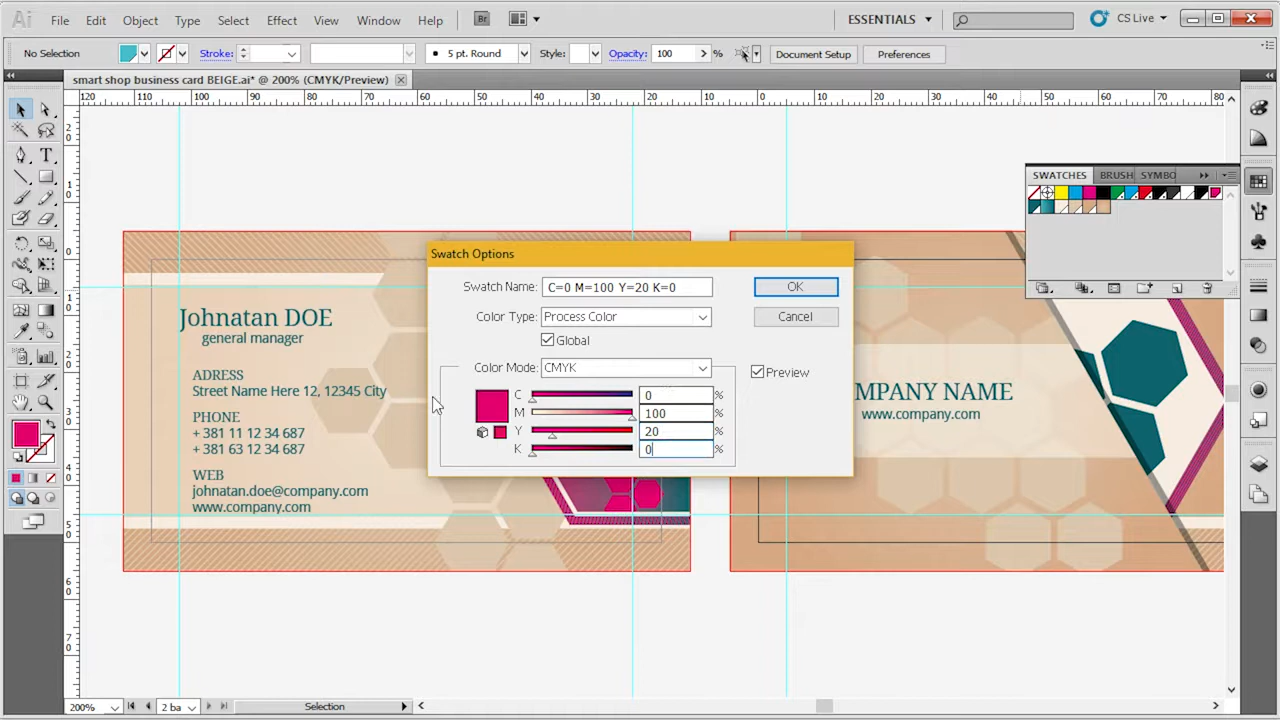 Ai File Edit Object Type Select Effect View Window Help Br ESSENTIALS CS Live
No Selection Stroke: 5 pt. Round Style: Opacity: 100 % Document Setup Preferences
smart shop business card BEIGE.ai* @ 200% (CMYK/Preview)
120 110 100 90 80 70 60 50 40 30 20 10 0 10 20 30 40 50 60 70 80
SWATCHES BRUSH SYMBO
Swatch Options
Swatch Name: C=0 M=100 Y=20 K=0 OK
Color Type: Process Color Cancel
Global
Color Mode: CMYK Preview
C 0 %
M 100 %
Y 20 %
K 0 %
Johnatan DOE
general manager
ADRESS
Street Name Here 12, 12345 City
PHONE
+ 381 11 12 34 687
+ 381 63 12 34 687
WEB
johnatan.doe@company.com
www.company.com
MPANY NAME
www.company.com
200% 2 ba Selection